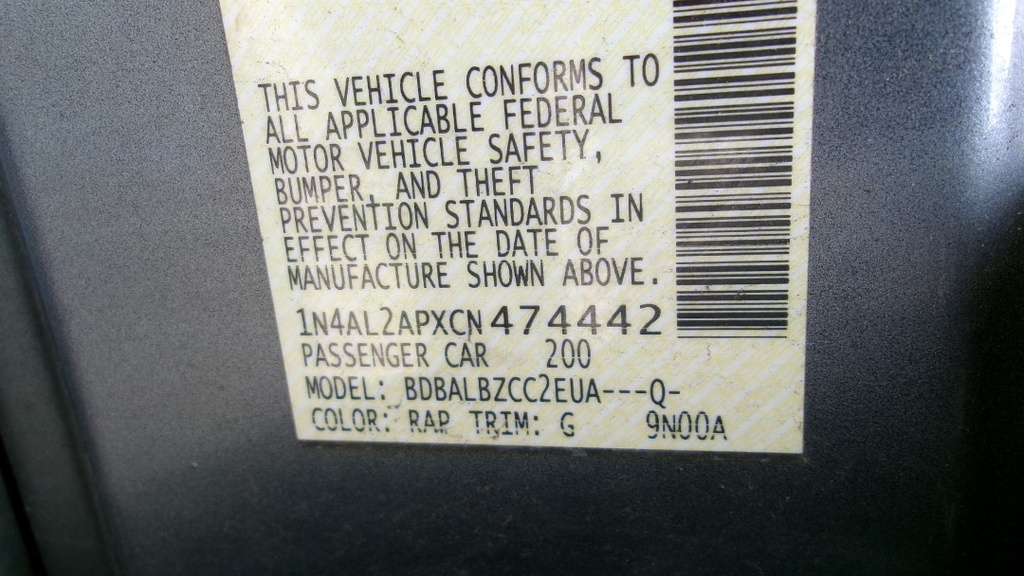 THIS VEHICLE CONFORMS TO
ALL APPLICABLE FEDERAL
MOTOR VEHICLE SAFETY,
BUMPER, AND THEFT
PREVENTION STANDARDS IN
EFFECT ON THE DATE OF
MANUFACTURE SHOWN ABOVE.
1N4AL2APXCN474442
PASSENGER CAR 200
MODEL: BDBALBZCC2EUA---Q-
COLOR: RAP TRIM: G 9N00A